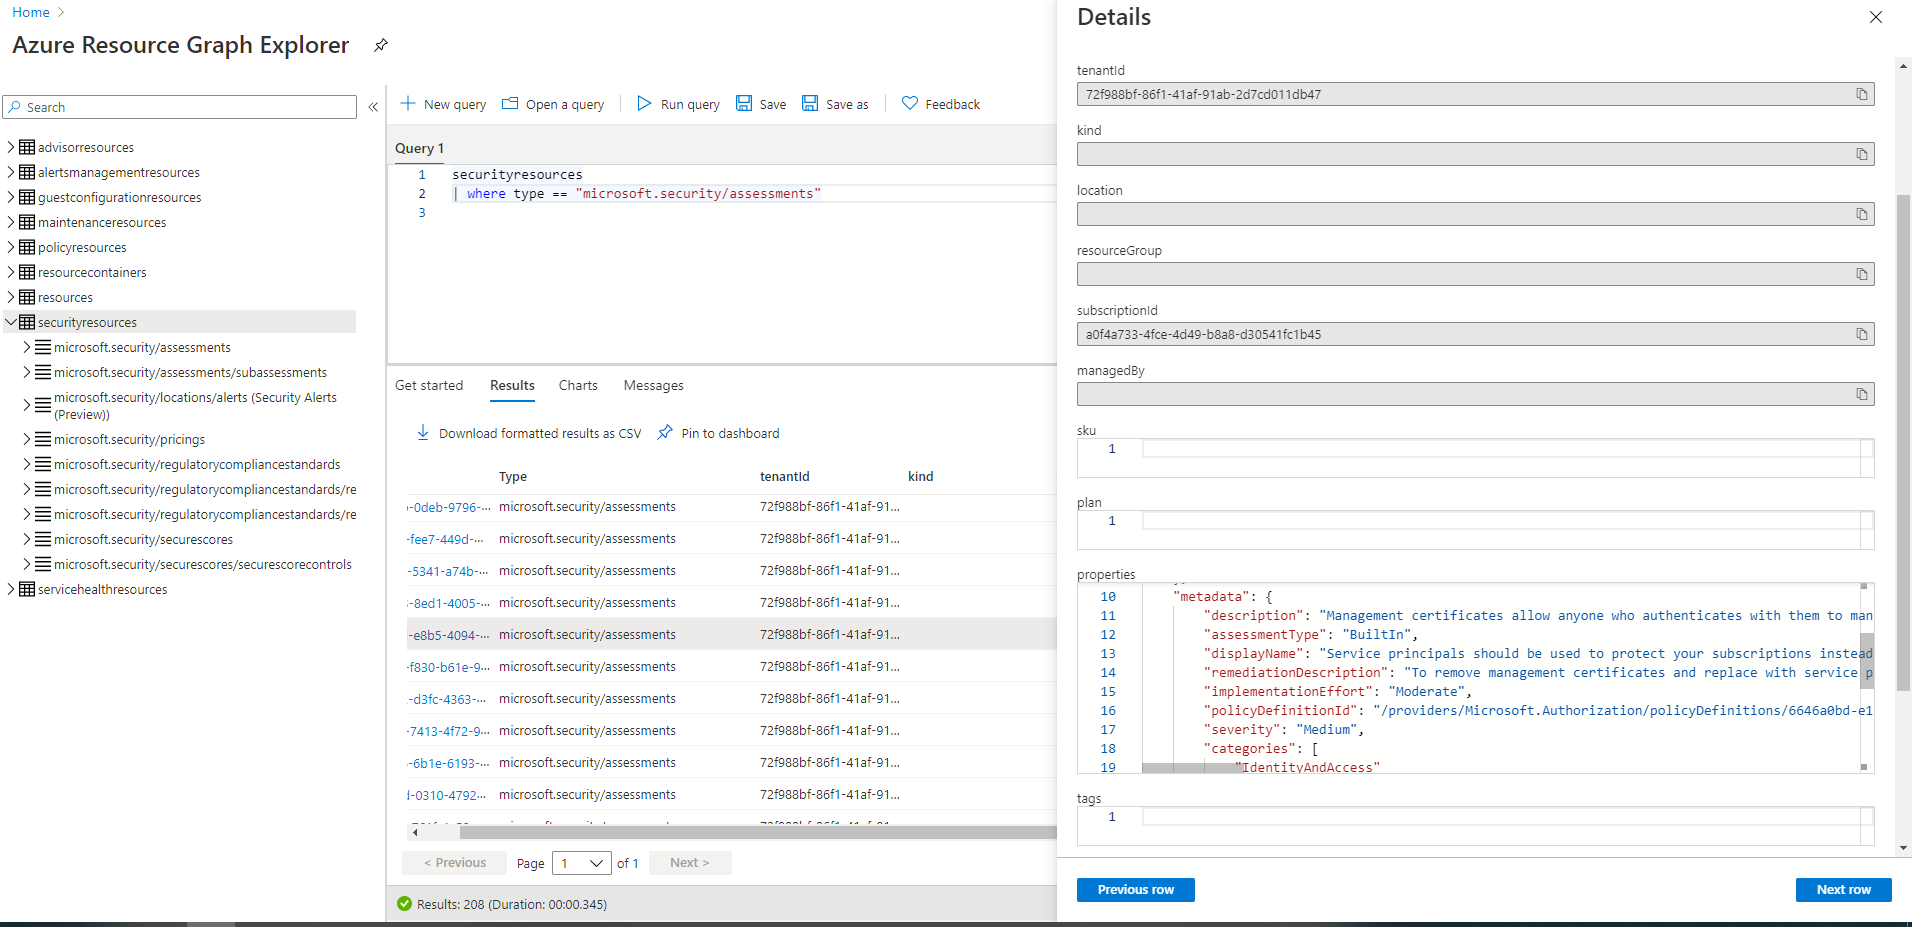 Home >
Azure Resource Graph Explorer
Search
«
advisorresources
alertsmanagementresources
guestconfigurationresources
maintenanceresources
policyresources
resourcecontainers
resources
securityresources
microsoft.security/assessments
microsoft.security/assessments/subassessments
microsoft.security/locations/alerts (Security Alerts
(Preview))
microsoft.security/pricings
microsoft.security/regulatorycompliancestandards
microsoft.security/regulatorycompliancestandards/re
microsoft.security/regulatorycompliancestandards/re
microsoft.security/securescores
microsoft.security/securescores/securescorecontrols
servicehealthresources
New query Open a query Run query Save Save as Feedback
Query 1
1 securityresources
2 | where type == "microsoft.security/assessments"
3
Get started Results Charts Messages
Download formatted results as CSV Pin to dashboard
Type tenantId kind
-0deb-9796-... microsoft.security/assessments 72f988bf-86f1-41af-91...
-fee7-449d-... microsoft.security/assessments 72f988bf-86f1-41af-91...
-5341-a74b-... microsoft.security/assessments 72f988bf-86f1-41af-91...
-8ed1-4005-... microsoft.security/assessments 72f988bf-86f1-41af-91...
-e8b5-4094-... microsoft.security/assessments 72f988bf-86f1-41af-91...
-f830-b61e-9... microsoft.security/assessments 72f988bf-86f1-41af-91...
-d3fc-4363-... microsoft.security/assessments 72f988bf-86f1-41af-91...
-7413-4f72-9... microsoft.security/assessments 72f988bf-86f1-41af-91...
-6b1e-6193-... microsoft.security/assessments 72f988bf-86f1-41af-91...
-0310-4792... microsoft.security/assessments 72f988bf-86f1-41af-91...
< Previous Page 1 of 1 Next >
Results: 208 (Duration: 00:00.345)
Details
tenantId
72f988bf-86f1-41af-91ab-2d7cd011db47
kind
location
resourceGroup
subscriptionId
a0f4a733-4fce-4d49-b8a8-d30541fc1b45
managedBy
sku
1
plan
1
properties
10 "metadata": {
11 "description": "Management certificates allow anyone who authenticates with them to man
12 "assessmentType": "BuiltIn",
13 "displayName": "Service principals should be used to protect your subscriptions instead
14 "remediationDescription": "To remove management certificates and replace with service p
15 "implementationEffort": "Moderate",
16 "policyDefinitionId": "/providers/Microsoft.Authorization/policyDefinitions/6646a0bd-e1
17 "severity": "Medium",
18 "categories": [
19 "IdentityAndAccess"
tags
1
Previous row Next row